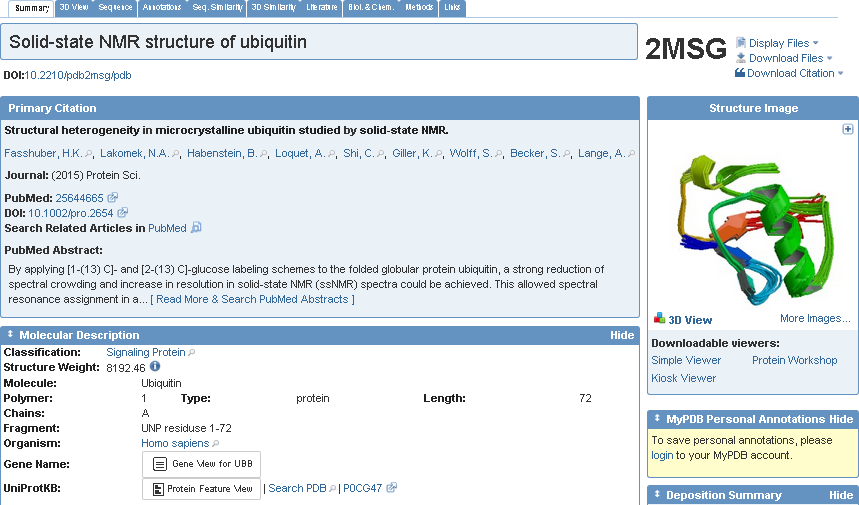 Summary 3D View Sequence Annotations Seq. Similarity 3D Similarity Literature Biol. & Chem. Methods Links
Solid-state NMR structure of ubiquitin
2MSG
Display Files
Download Files
Download Citation
DOI:10.2210/pdb2msg/pdb
Primary Citation
Structural heterogeneity in microcrystalline ubiquitin studied by solid-state NMR.
Fasshuber, H.K. , Lakomek, N.A. , Habenstein, B. , Loquet, A. , Shi, C. , Giller, K. , Wolff, S. , Becker, S. , Lange, A.
Journal: (2015) Protein Sci.
PubMed: 25644665
DOI: 10.1002/pro.2654
Search Related Articles in PubMed
PubMed Abstract:
By applying [1-(13) C]- and [2-(13) C]-glucose labeling schemes to the folded globular protein ubiquitin, a strong reduction of
spectral crowding and increase in resolution in solid-state NMR (ssNMR) spectra could be achieved. This allowed spectral
resonance assignment in a... [ Read More & Search PubMed Abstracts ]
Molecular Description Hide
Classification: Signaling Protein
Structure Weight: 8192.46
Molecule: Ubiquitin
Polymer: 1 Type: protein Length: 72
Chains: A
Fragment: UNP residuse 1-72
Organism: Homo sapiens
Gene Name: Gene View for UBB
UniProtKB: Protein Feature View | Search PDB | P0CG47
Structure Image
3D View More Images...
Downloadable viewers:
Simple Viewer Protein Workshop
Kiosk Viewer
MyPDB Personal Annotations Hide
To save personal annotations, please
login to your MyPDB account.
Deposition Summary Hide